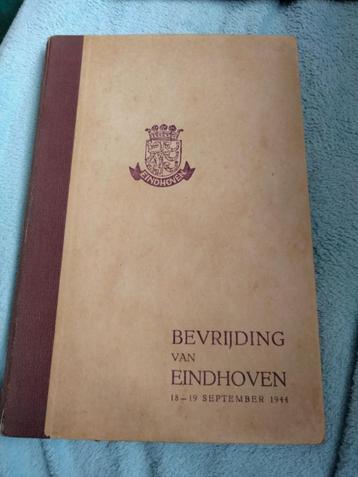 EINDHOVEN
BEVRIJDING
VAN
EINDHOVEN
18-19 SEPTEMBER 1944